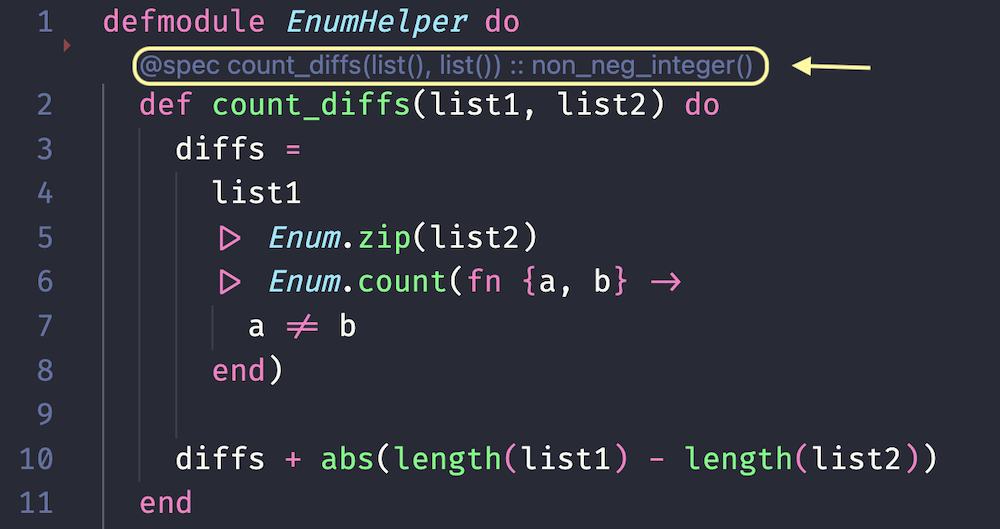 1 defmodule EnumHelper do
@spec count_diffs(list(), list()) :: non_neg_integer()
2 def count_diffs(list1, list2) do
3 diffs =
4 list1
5 ▷ Enum.zip(list2)
6 ▷ Enum.count(fn {a, b} →
7 a ≠ b
8 end)
9
10 diffs + abs(length(list1) - length(list2))
11 end